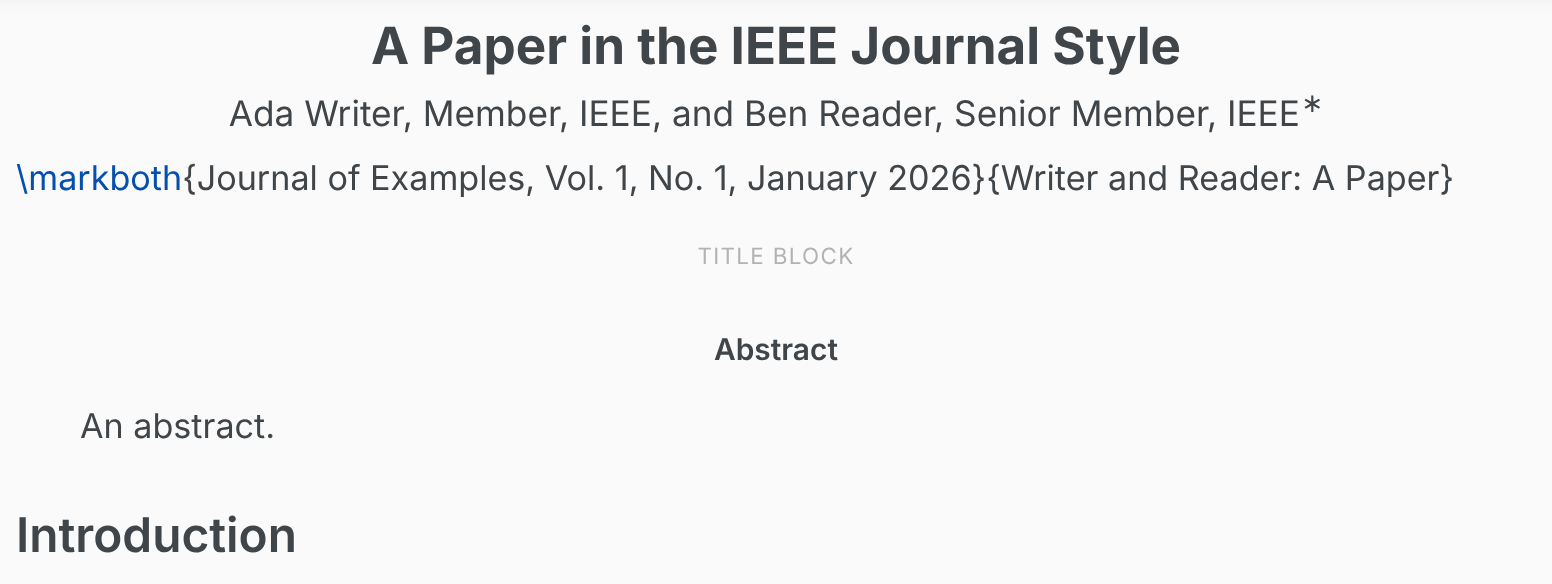 A Paper in the IEEE Journal Style
Ada Writer, Member, IEEE, and Ben Reader, Senior Member, IEEE*
\markboth{Journal of Examples, Vol. 1, No. 1, January 2026}{Writer and Reader: A Paper}
TITLE BLOCK
Abstract
An abstract.
Introduction